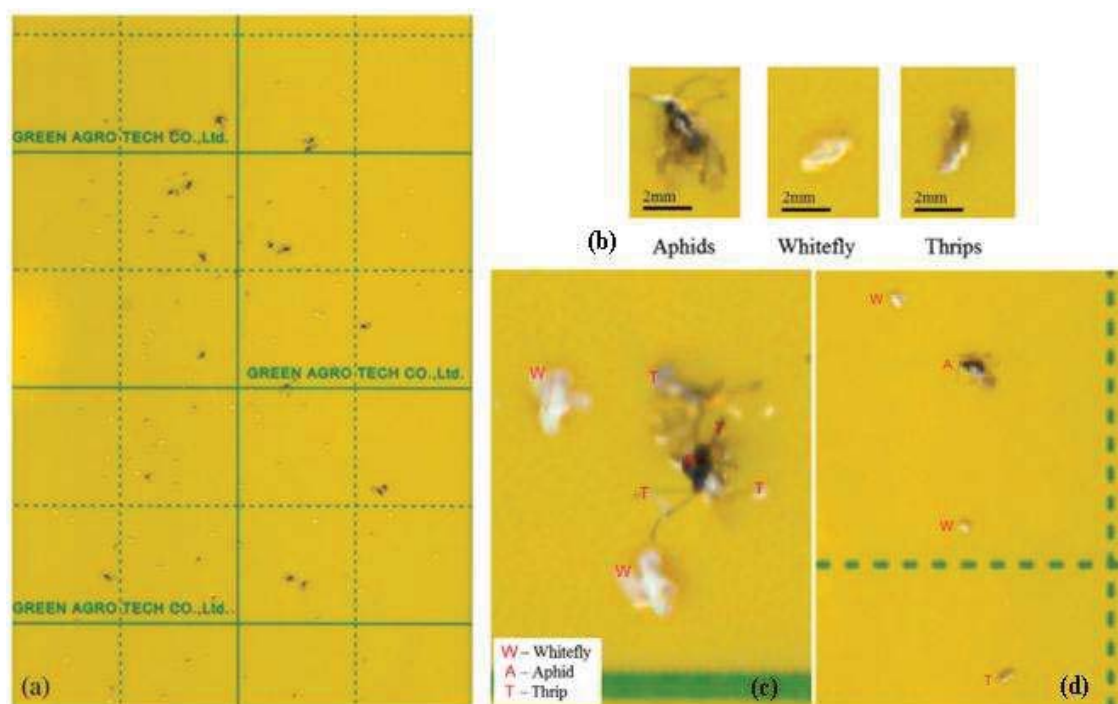 GREEN AGRO TECH CO.,Ltd.
GREEN AGRO TECH CO.,Ltd.
GREEN AGRO TECH CO.,Ltd.
(a)
2mm
2mm
2mm
(b)
Aphids
Whitefly
Thrips
W
T
T
T
W
W – Whitefly
A – Aphid
T – Thrip
(c)
W
A
W
T
(d)